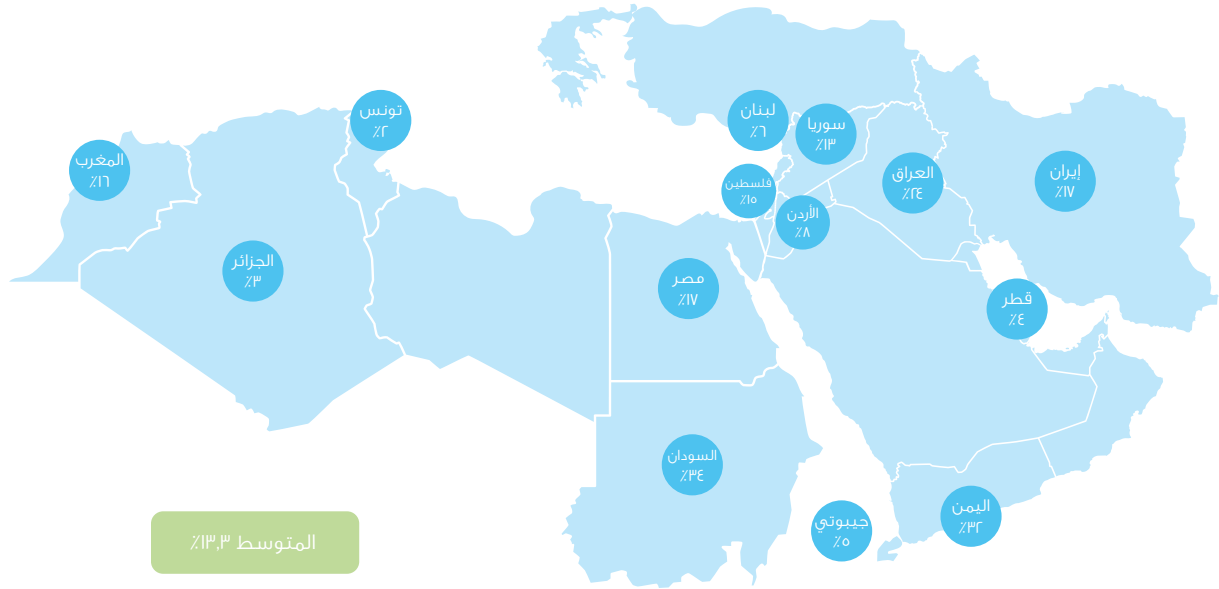 تونس
٪٢
لبنان
٪٦
سوريا
٪١٣
المغرب
٪١٦
العراق
٪٢٤
إيران
٪١٧
فلسطين
٪١٥
الأردن
٪٨
الجزائر
٪٣
مصر
٪١٧
قطر
٪٤
السودان
٪٣٤
اليمن
٪٣٢
جيبوتي
٪٥
المتوسط ١٣,٣٪